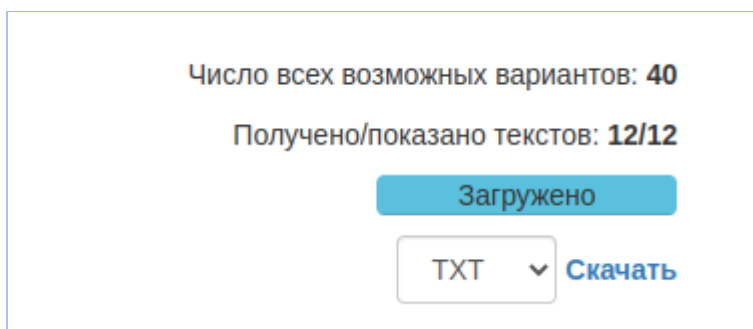 Число всех возможных вариантов: 40
Получено/показано текстов: 12/12
Загружено
TXT Скачать